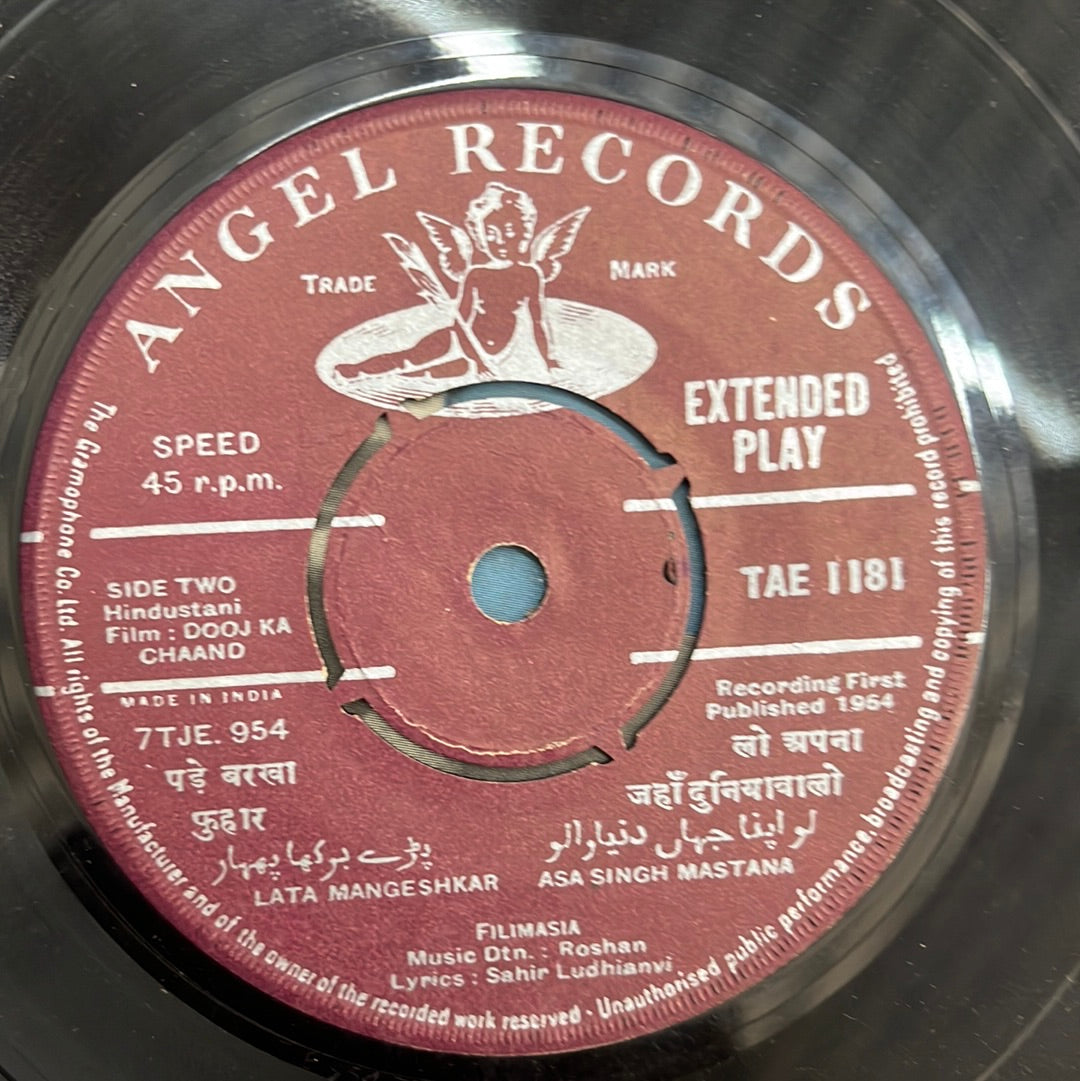 ANGEL RECORDS
TRADE MARK
EXTENDED
PLAY
SPEED
45 r.p.m.
TAE 1181
SIDE TWO
Hindustani
Film : DOOJ KA
CHAAND
MADE IN INDIA
7TJE. 954
Recording First
Published 1964
पड़े बरखा
फुहार
پڑے برکھا پھہار
LATA MANGESHKAR
लो अपना
जहाँ दुनियावालो
لو اپنا جہاں دنیا والو
ASA SINGH MASTANA
FILIMASIA
Music Dtn. : Roshan
Lyrics : Sahir Ludhianvi
The Gramophone Co. Ltd All rights of the Manufacturer and of the owner of the recorded work reserved · Unauthorised public performance, broadcasting and copying of this record prohibited